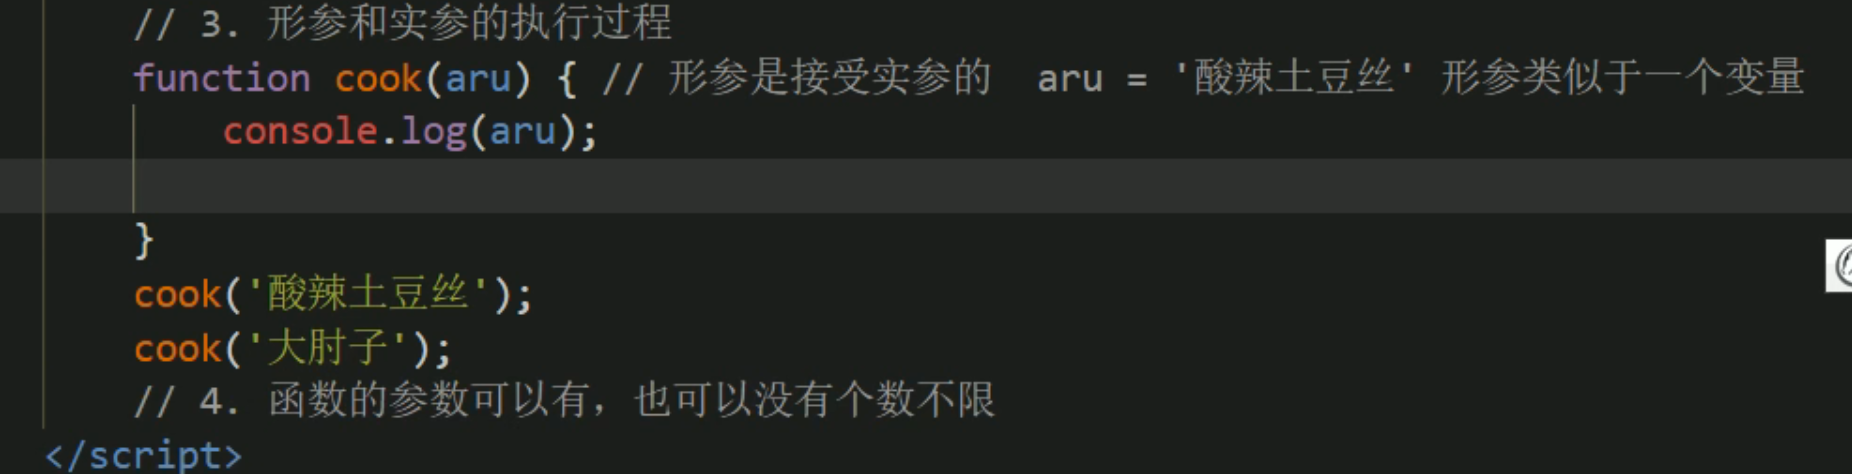 // 3. 形参和实参的执行过程
function cook(aru) { // 形参是接受实参的  aru = '酸辣土豆丝' 形参类似于一个变量
console.log(aru);
}
cook('酸辣土豆丝');
cook('大肘子');
// 4. 函数的参数可以有，也可以没有个数不限
</script>